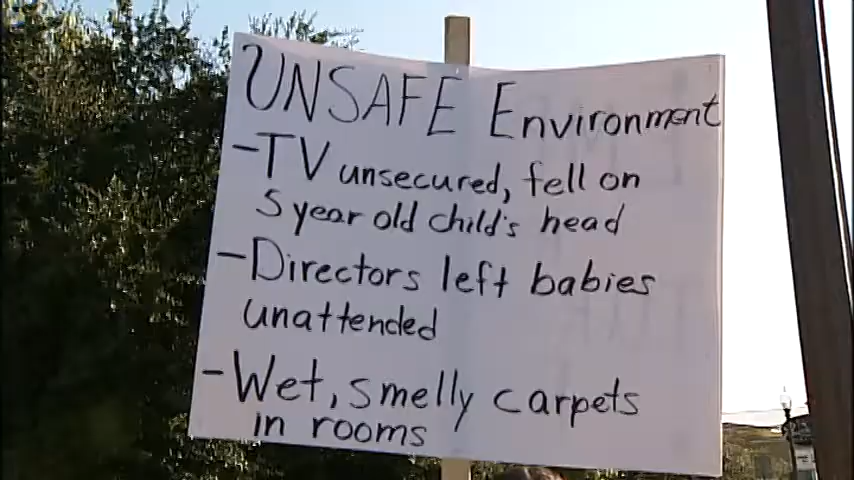 UNSAFE Environment
-TV unsecured, fell on
5 year old child's head
-Directors left babies
unattended
-Wet, smelly carpets
in rooms